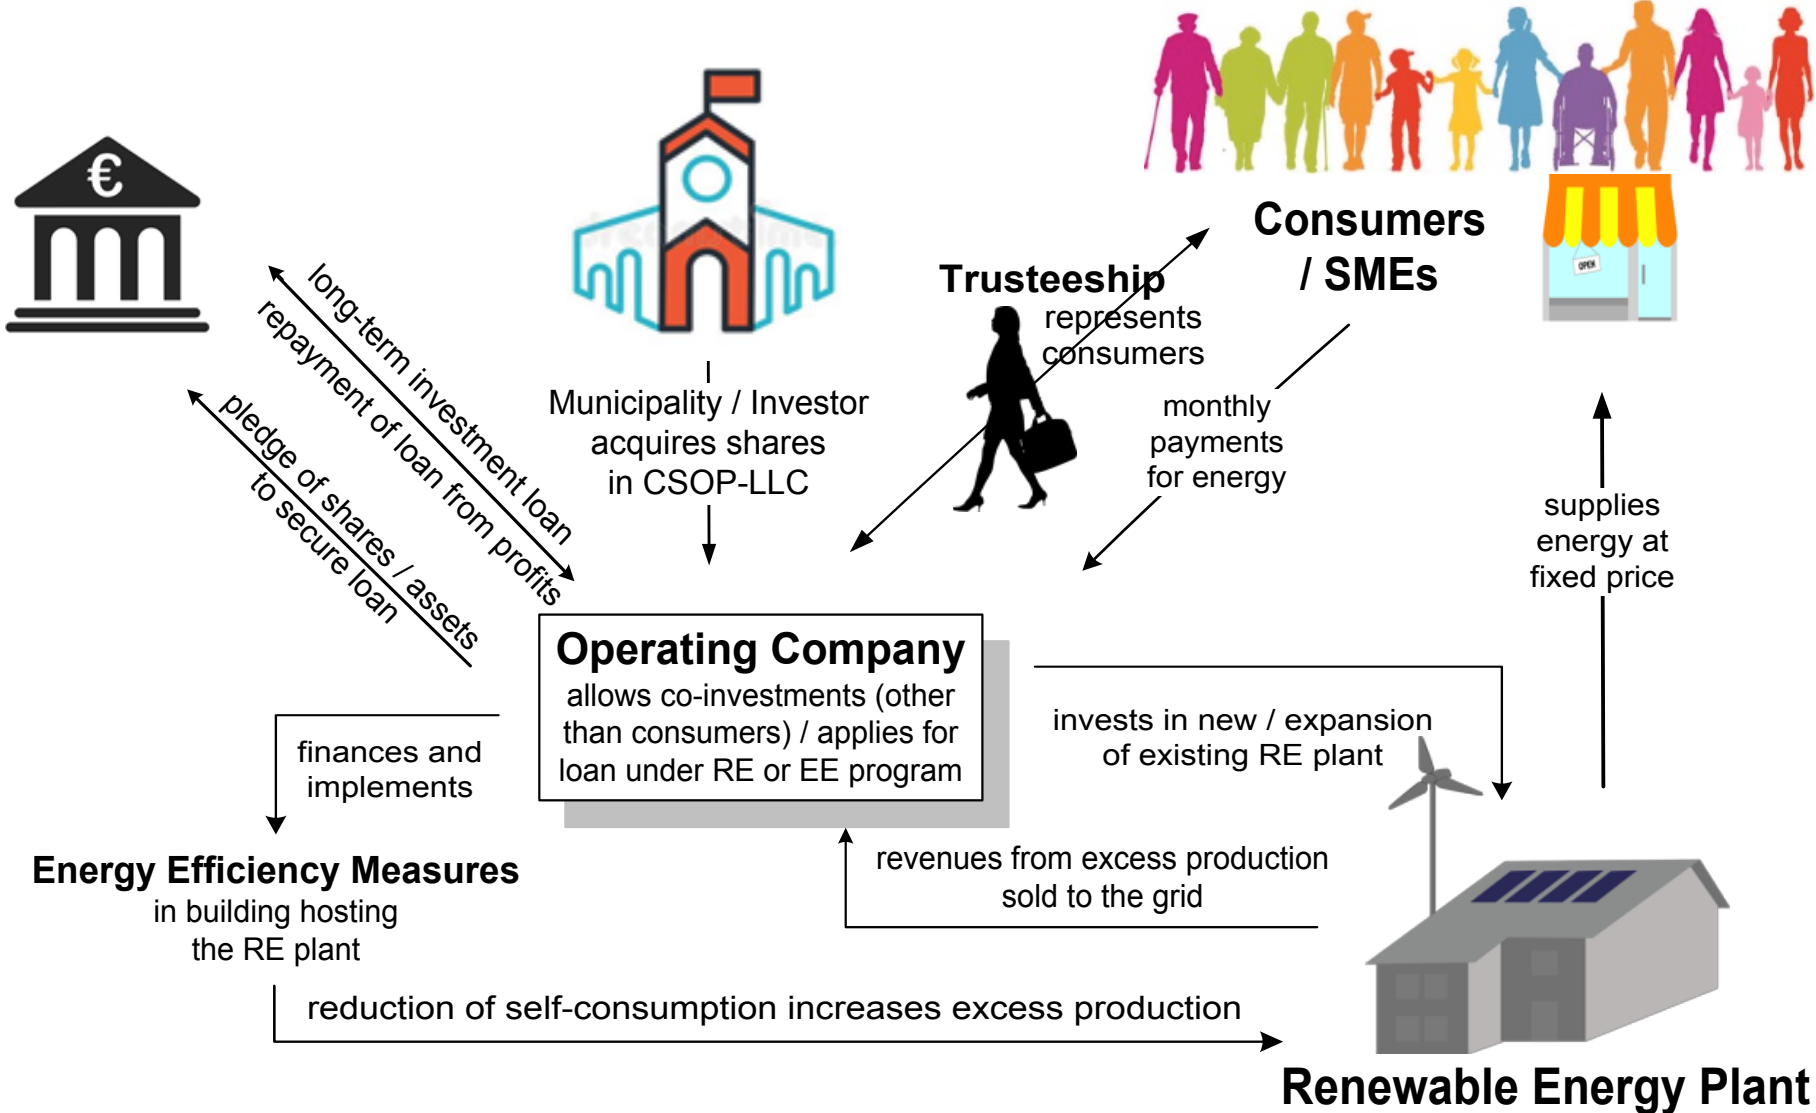 €
Consumers
/ SMEs
OPEN
Trusteeship
represents
consumers
long-term investment loan
repayment of loan from profits
pledge of shares / assets
to secure loan
Municipality / Investor
acquires shares
in CSOP-LLC
monthly
payments
for energy
supplies
energy at
fixed price
Operating Company
allows co-investments (other
than consumers) / applies for
loan under RE or EE program
invests in new / expansion
of existing RE plant
finances and
implements
Energy Efficiency Measures
in building hosting
the RE plant
revenues from excess production
sold to the grid
reduction of self-consumption increases excess production
Renewable Energy Plant